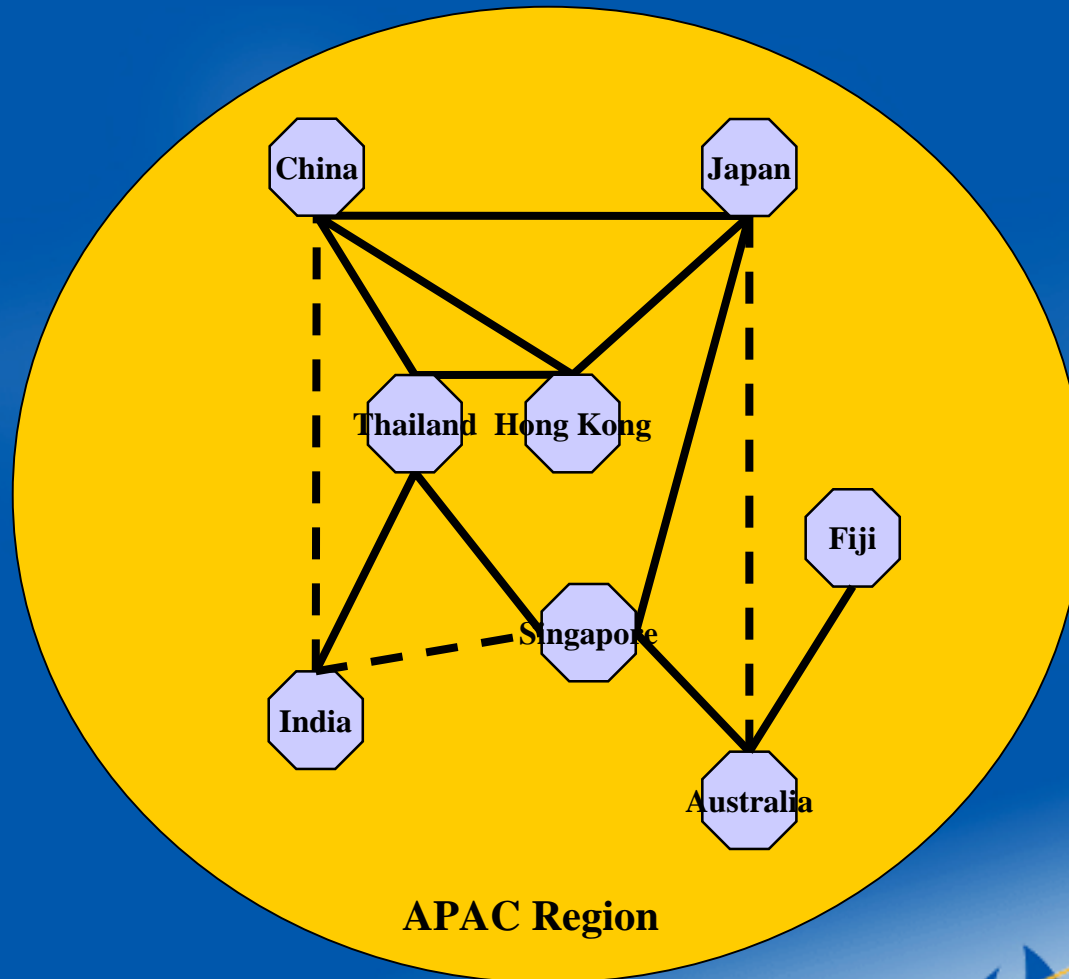 China
Japan
Thailand
Hong Kong
Fiji
Singapore
India
Australia
APAC Region